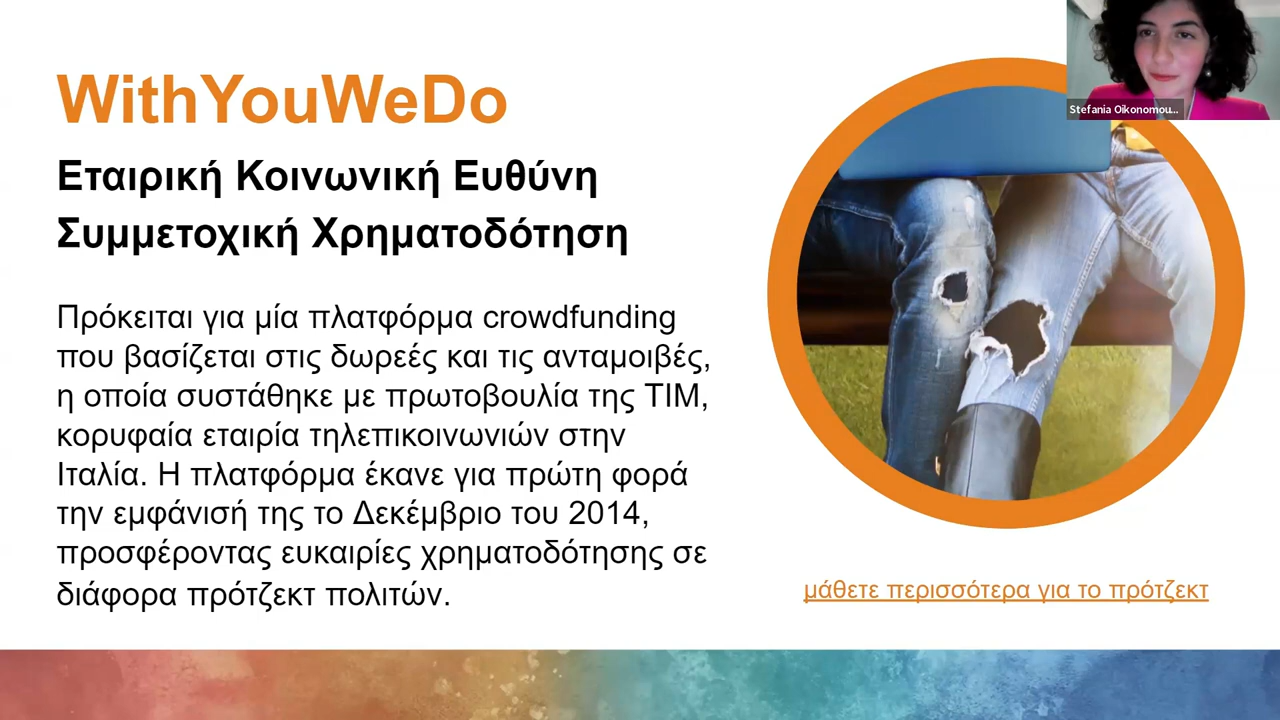 WithYouWeDo
Εταιρική Κοινωνική Ευθύνη
Συμμετοχική Χρηματοδότηση
Πρόκειται για μία πλατφόρμα crowdfunding
που βασίζεται στις δωρεές και τις ανταμοιβές,
η οποία συστάθηκε με πρωτοβουλία της TIM,
κορυφαία εταιρία τηλεπικοινωνιών στην
Ιταλία. Η πλατφόρμα έκανε για πρώτη φορά
την εμφάνισή της το Δεκέμβριο του 2014,
προσφέροντας ευκαιρίες χρηματοδότησης σε
διάφορα πρότζεκτ πολιτών.
Stefania Oikonomou...
μάθετε περισσότερα για το πρότζεκτ